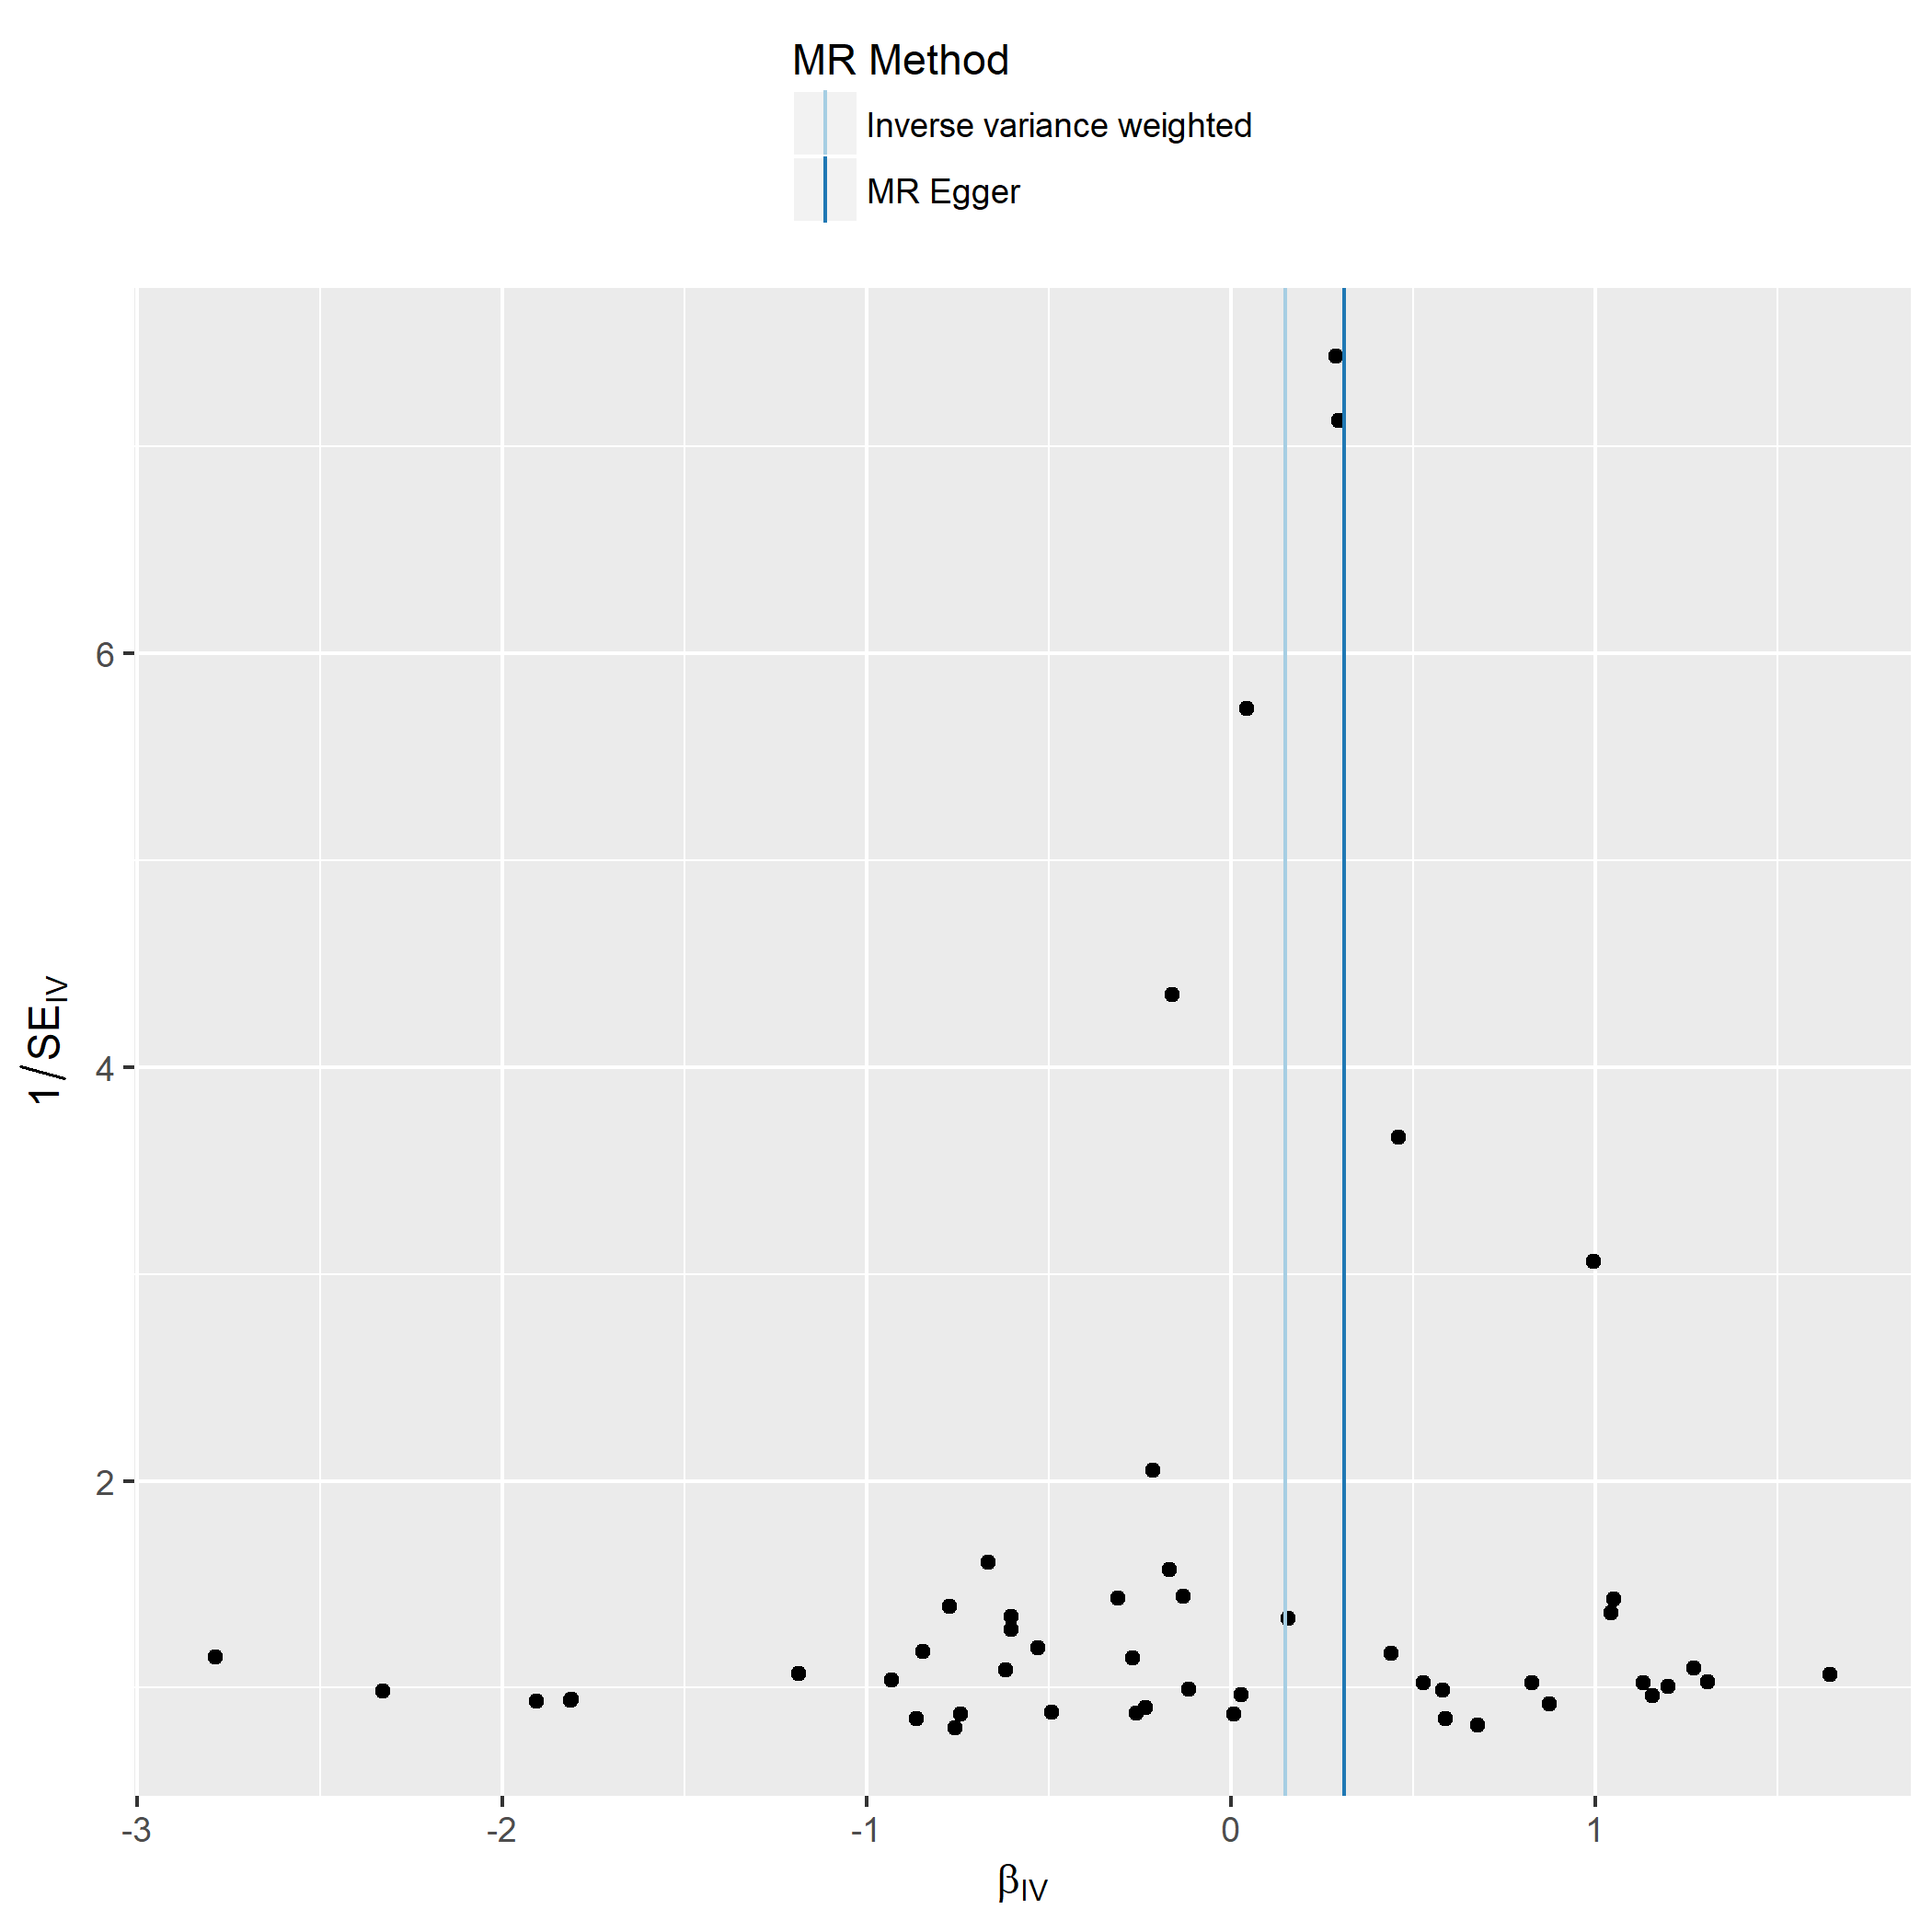 MR Method
Inverse variance weighted
MR Egger
6
4
2
1 / SE_IV
-3 -2 -1 0 1
β_IV